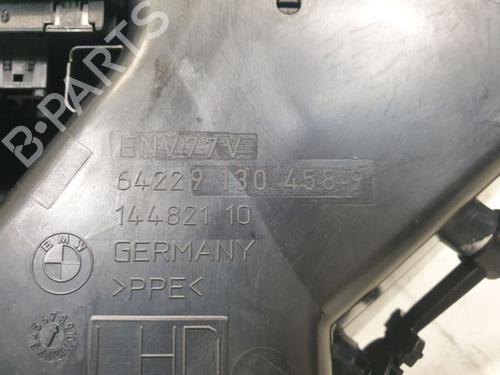 B-PARTS
ENV77V
64229 130 458-9
144821 10
BMW
GERMANY
>PPE<
LHD